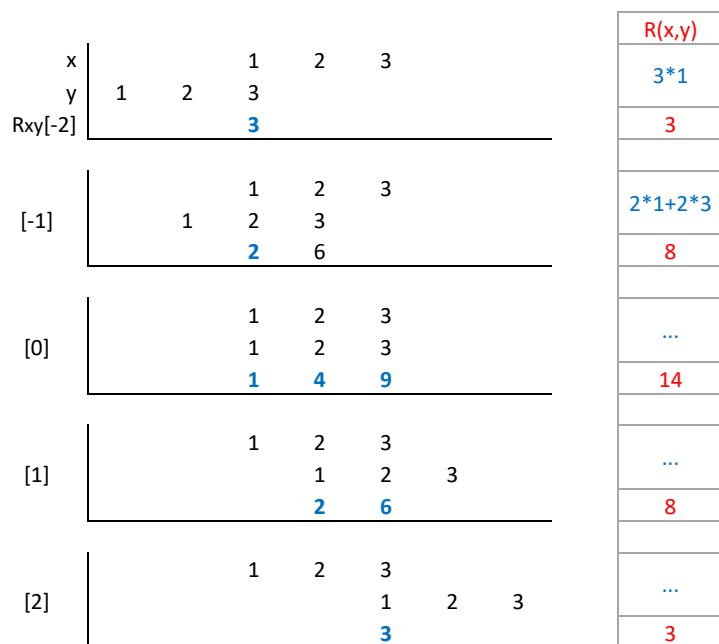 R(x,y)
x 1 2 3
3*1
y 1 2 3
Rxy[-2] 3 3
1 2 3
2*1+2*3
[-1] 1 2 3
2 6 8
1 2 3
...
[0] 1 2 3
1 4 9 14
1 2 3
...
[1] 1 2 3
2 6 8
1 2 3
...
[2] 1 2 3
3 3